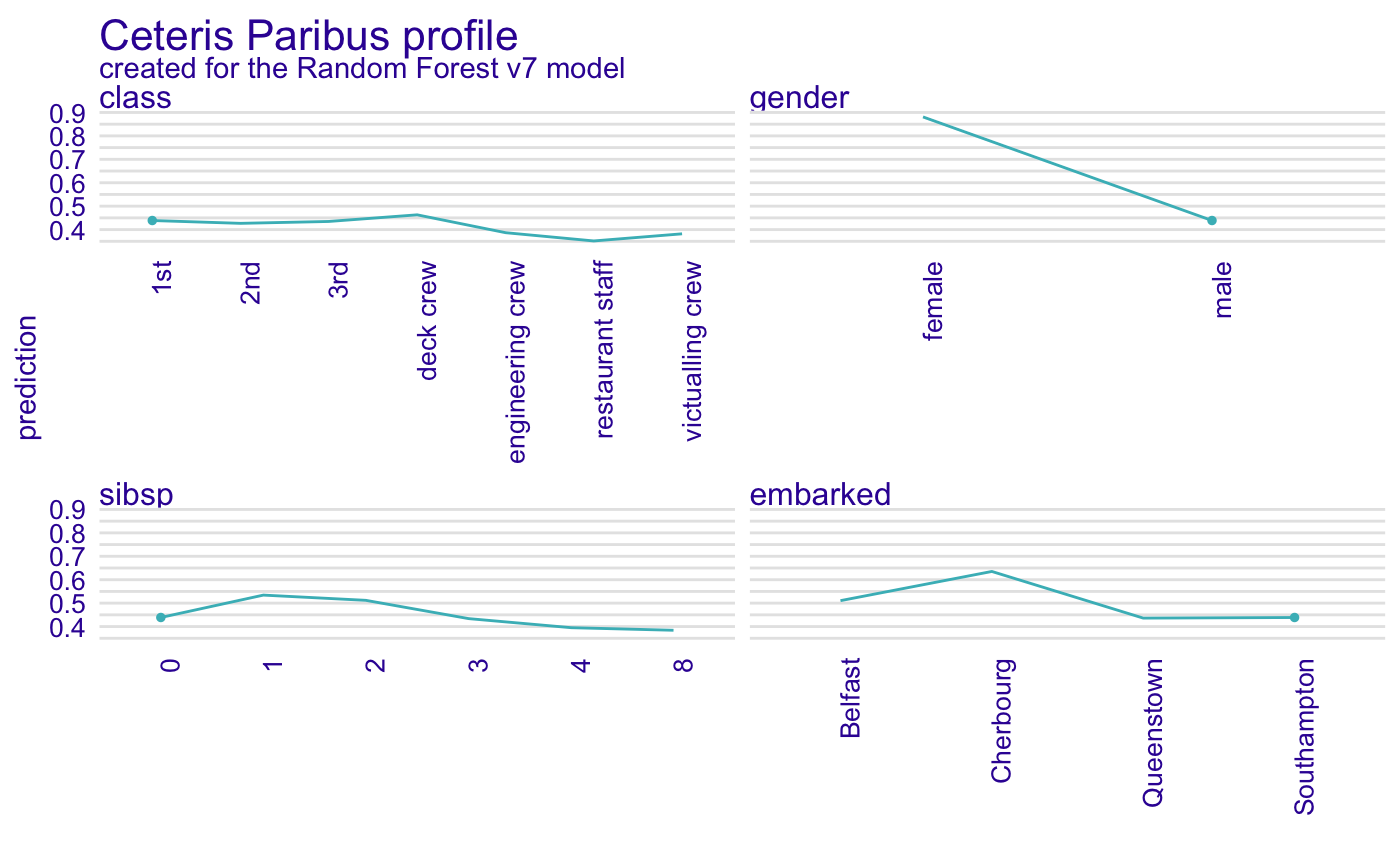 Ceteris Paribus profile
created for the Random Forest v7 model
class
gender
0.9
0.8
0.7
0.6
0.5
0.4
1st
2nd
3rd
deck crew
engineering crew
restaurant staff
victualling crew
female
male
prediction
sibsp
embarked
0.9
0.8
0.7
0.6
0.5
0.4
0
1
2
3
4
8
Belfast
Cherbourg
Queenstown
Southampton